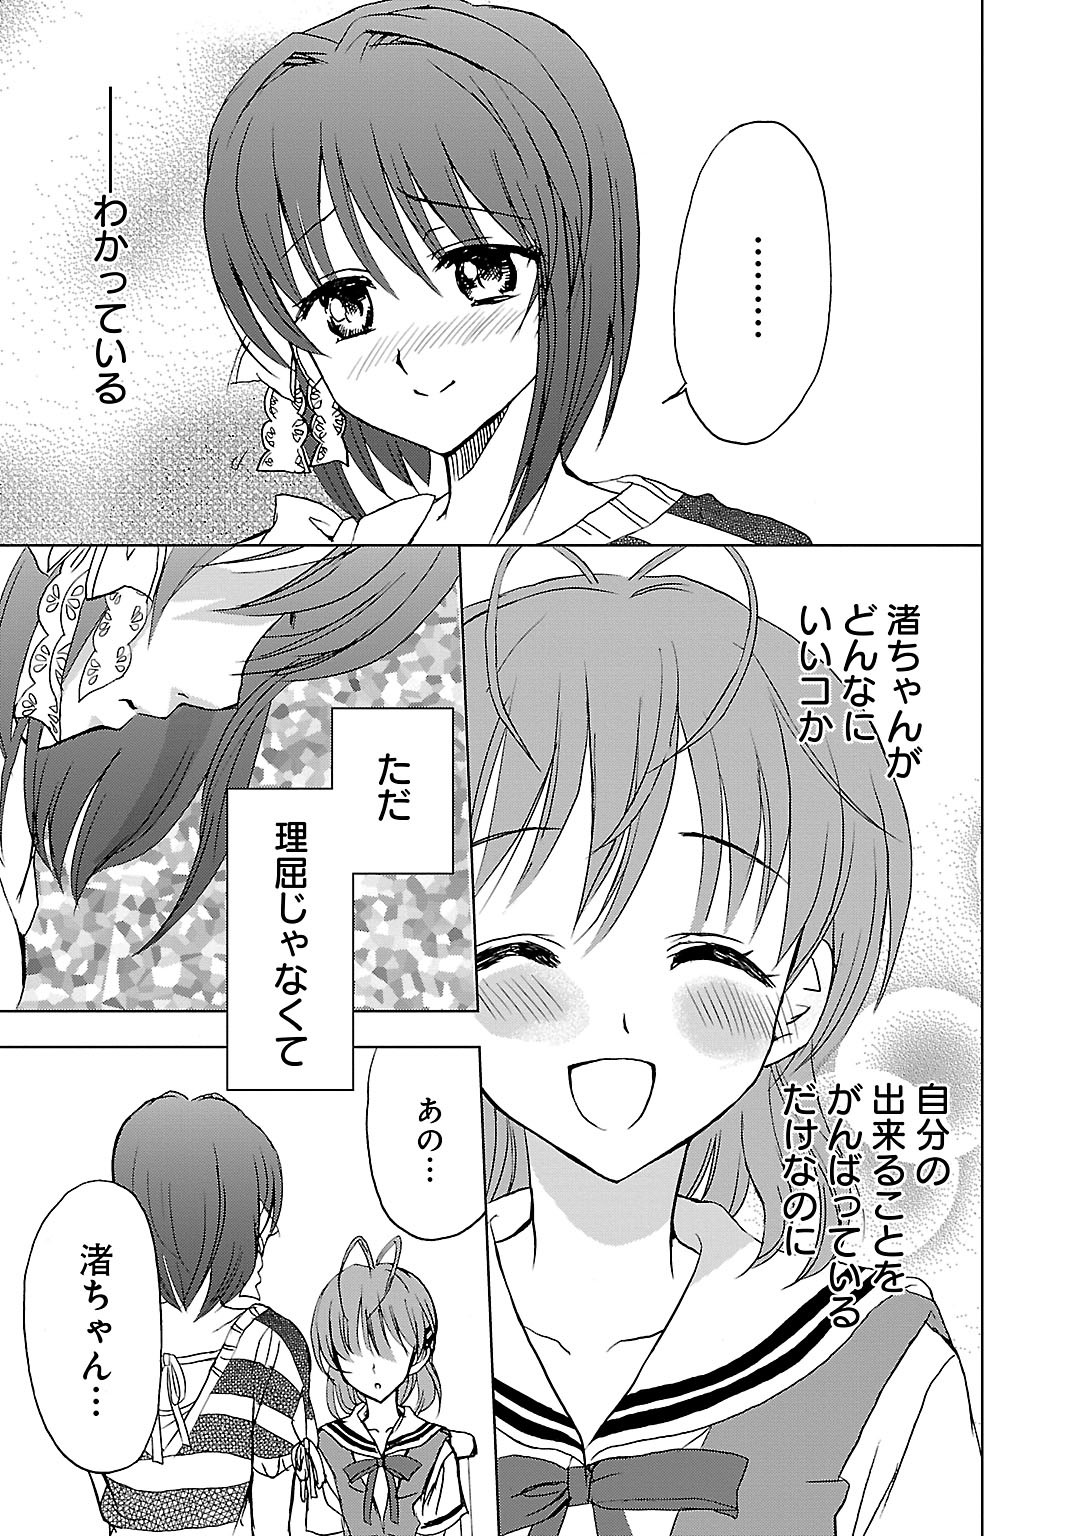 ………
――わかっている
渚ちゃんが
どんなに
いいコか
自分の
出来ることを
がんばっている
だけなのに
ただ
理屈じゃなくて
あの…
渚ちゃん…